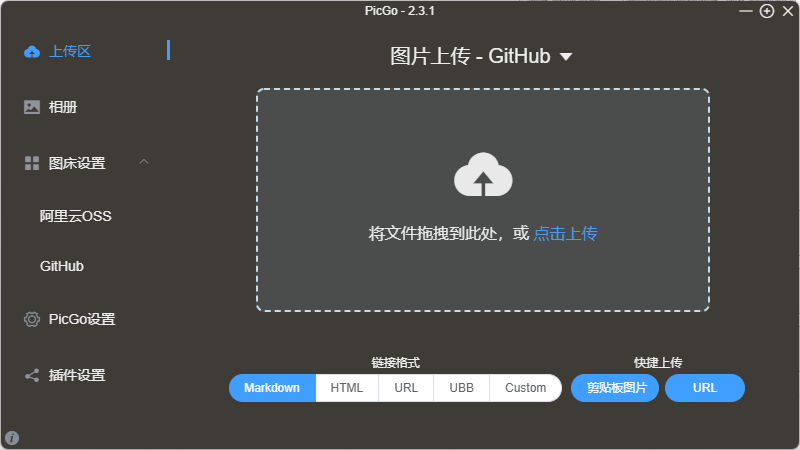 PicGo - 2.3.1
上传区
相册
图床设置
阿里云OSS
GitHub
PicGo设置
插件设置
图片上传 - GitHub
将文件拖拽到此处，或 点击上传
链接格式
Markdown HTML URL UBB Custom
快捷上传
剪贴板图片 URL